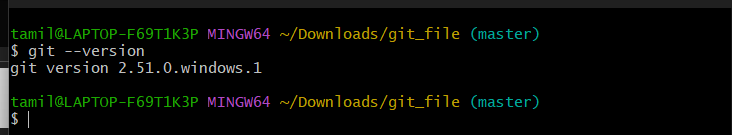 tamil@LAPTOP-F69T1K3P MINGW64 ~/Downloads/git_file (master)
$ git --version
git version 2.51.0.windows.1
tamil@LAPTOP-F69T1K3P MINGW64 ~/Downloads/git_file (master)
$